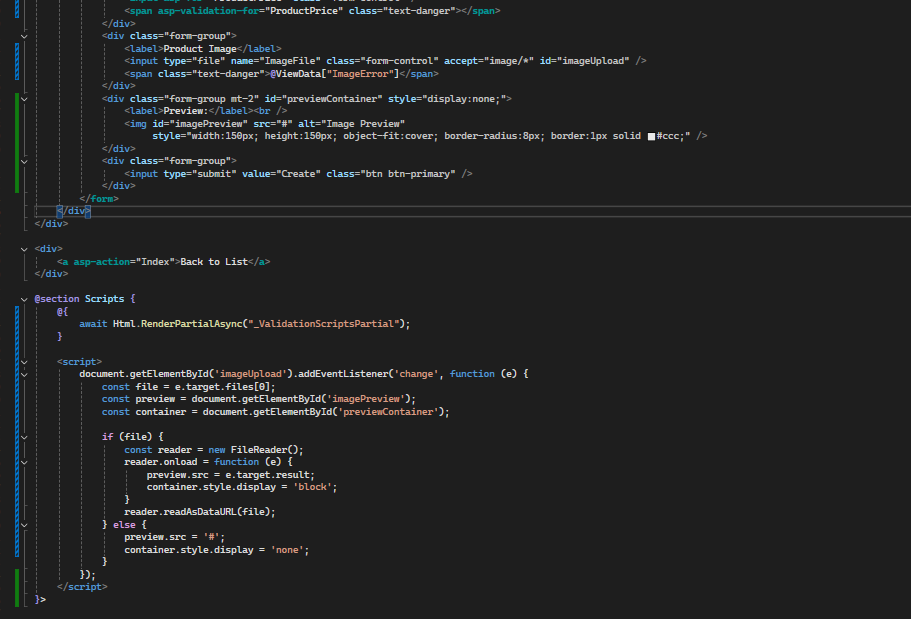 <span asp-validation-for="ProductPrice" class="text-danger"></span>
</div>
<div class="form-group">
<label>Product Image</label>
<input type="file" name="ImageFile" class="form-control" accept="image/*" id="imageUpload" />
<span class="text-danger">@ViewData["ImageError"]</span>
</div>
<div class="form-group mt-2" id="previewContainer" style="display:none;">
<label>Preview:</label><br />
<img id="imagePreview" src="#" alt="Image Preview"
style="width:150px; height:150px; object-fit:cover; border-radius:8px; border:1px solid #ccc;" />
</div>
<div class="form-group">
<input type="submit" value="Create" class="btn btn-primary" />
</div>
</form>
</div>
</div>
<div>
<a asp-action="Index">Back to List</a>
</div>
@section Scripts {
@{
await Html.RenderPartialAsync("_ValidationScriptsPartial");
}
<script>
document.getElementById('imageUpload').addEventListener('change', function (e) {
const file = e.target.files[0];
const preview = document.getElementById('imagePreview');
const container = document.getElementById('previewContainer');
if (file) {
const reader = new FileReader();
reader.onload = function (e) {
preview.src = e.target.result;
container.style.display = 'block';
}
reader.readAsDataURL(file);
} else {
preview.src = '#';
container.style.display = 'none';
}
});
</script>
}>